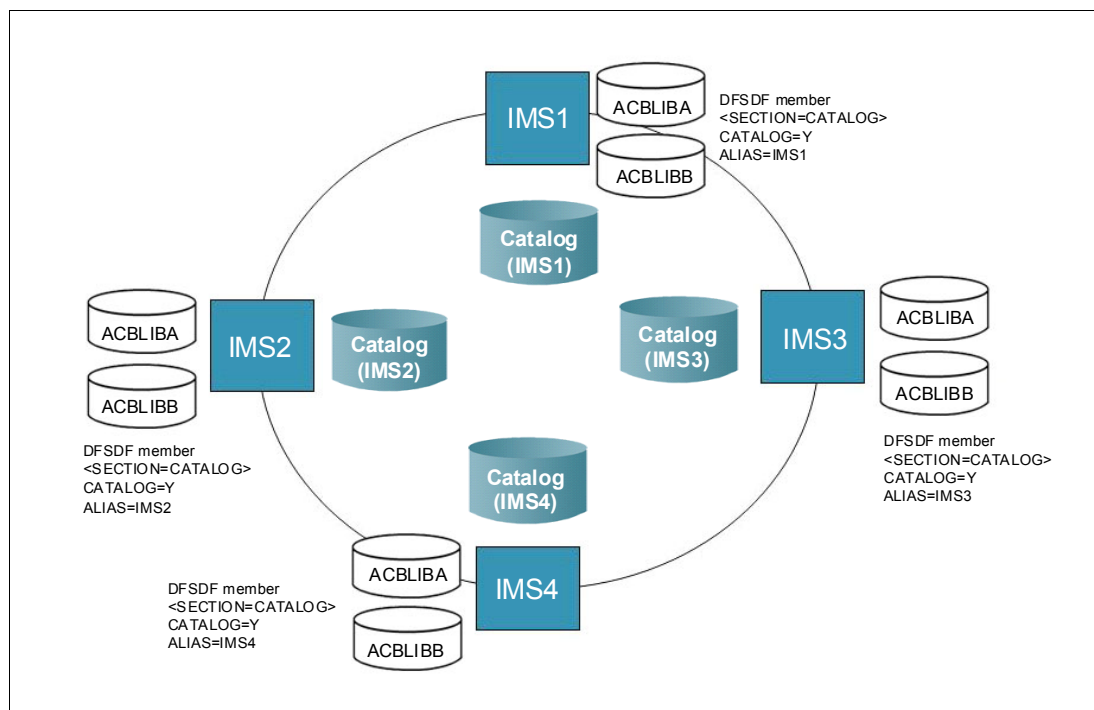 IMS1
ACBLIBA
ACBLIBB
DFSDF member
<SECTION=CATALOG>
CATALOG=Y
ALIAS=IMS1
Catalog
(IMS1)
ACBLIBA
ACBLIBB
IMS2
Catalog
(IMS2)
DFSDF member
<SECTION=CATALOG>
CATALOG=Y
ALIAS=IMS2
Catalog
(IMS3)
IMS3
ACBLIBA
ACBLIBB
DFSDF member
<SECTION=CATALOG>
CATALOG=Y
ALIAS=IMS3
Catalog
(IMS4)
IMS4
ACBLIBA
ACBLIBB
DFSDF member
<SECTION=CATALOG>
CATALOG=Y
ALIAS=IMS4